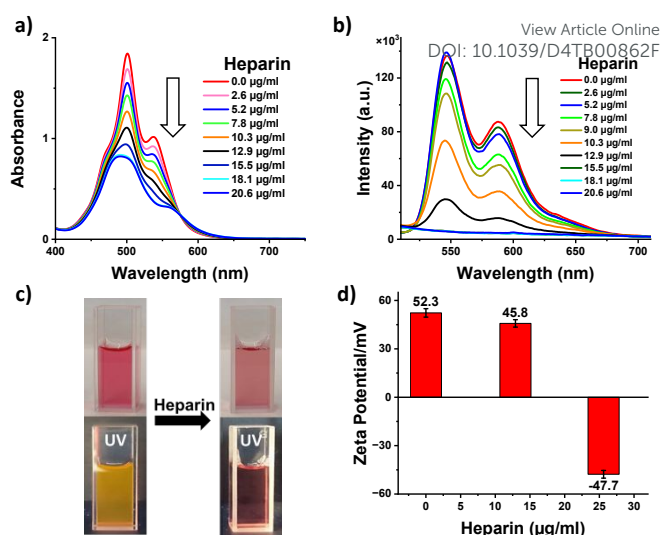 View Article Online
DOI: 10.1039/D4TB00862F
a)
2
1
0
Absorbance
400
500
600
700
Wavelength (nm)
Heparin
0.0 μg/ml
2.6 μg/ml
5.2 μg/ml
7.8 μg/ml
10.3 μg/ml
12.9 μg/ml
15.5 μg/ml
18.1 μg/ml
20.6 μg/ml
b)
×10³
120
80
40
0
Intensity (a.u.)
550
600
650
700
Wavelength (nm)
Heparin
0.0 μg/ml
2.6 μg/ml
5.2 μg/ml
7.8 μg/ml
9.0 μg/ml
10.3 μg/ml
12.9 μg/ml
15.5 μg/ml
18.1 μg/ml
20.6 μg/ml
c)
Heparin
UV
UV
d)
60
30
0
-30
-60
Zeta Potential/mV
52.3
45.8
-47.7
0
5
10
15
20
25
30
Heparin (μg/ml)